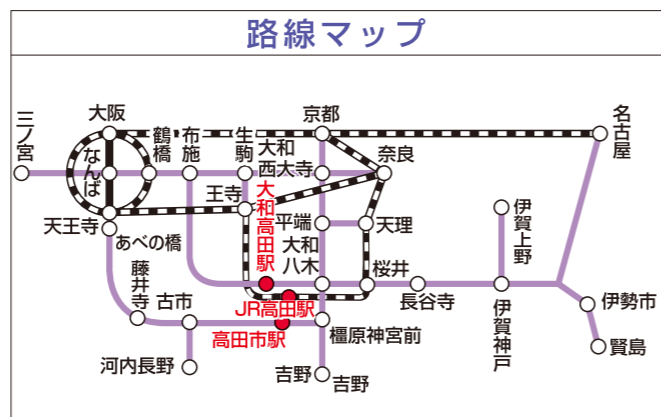 路線マップ
三ノ宮
大阪
なんば
鶴橋
布施
生駒
大和
西大寺
京都
奈良
名古屋
王寺
天王寺
あべの橋
大和高田駅
平端
天理
大和
八木
桜井
長谷寺
伊賀上野
伊賀神戸
伊勢市
賢島
藤井寺
古市
JR高田駅
高田市駅
橿原神宮前
河内長野
吉野
吉野